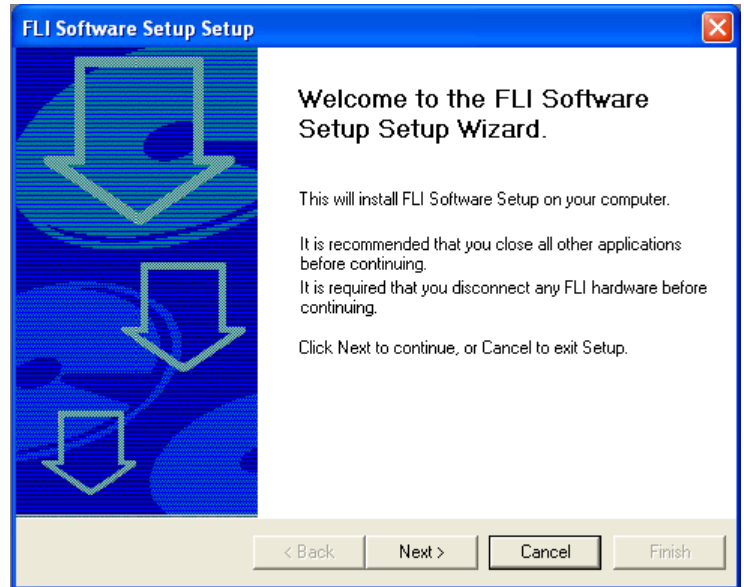 FLI Software Setup Setup
Welcome to the FLI Software
Setup Setup Wizard.
This will install FLI Software Setup on your computer.
It is recommended that you close all other applications
before continuing.
It is required that you disconnect any FLI hardware before
continuing.
Click Next to continue, or Cancel to exit Setup.
< Back
Next >
Cancel
Finish